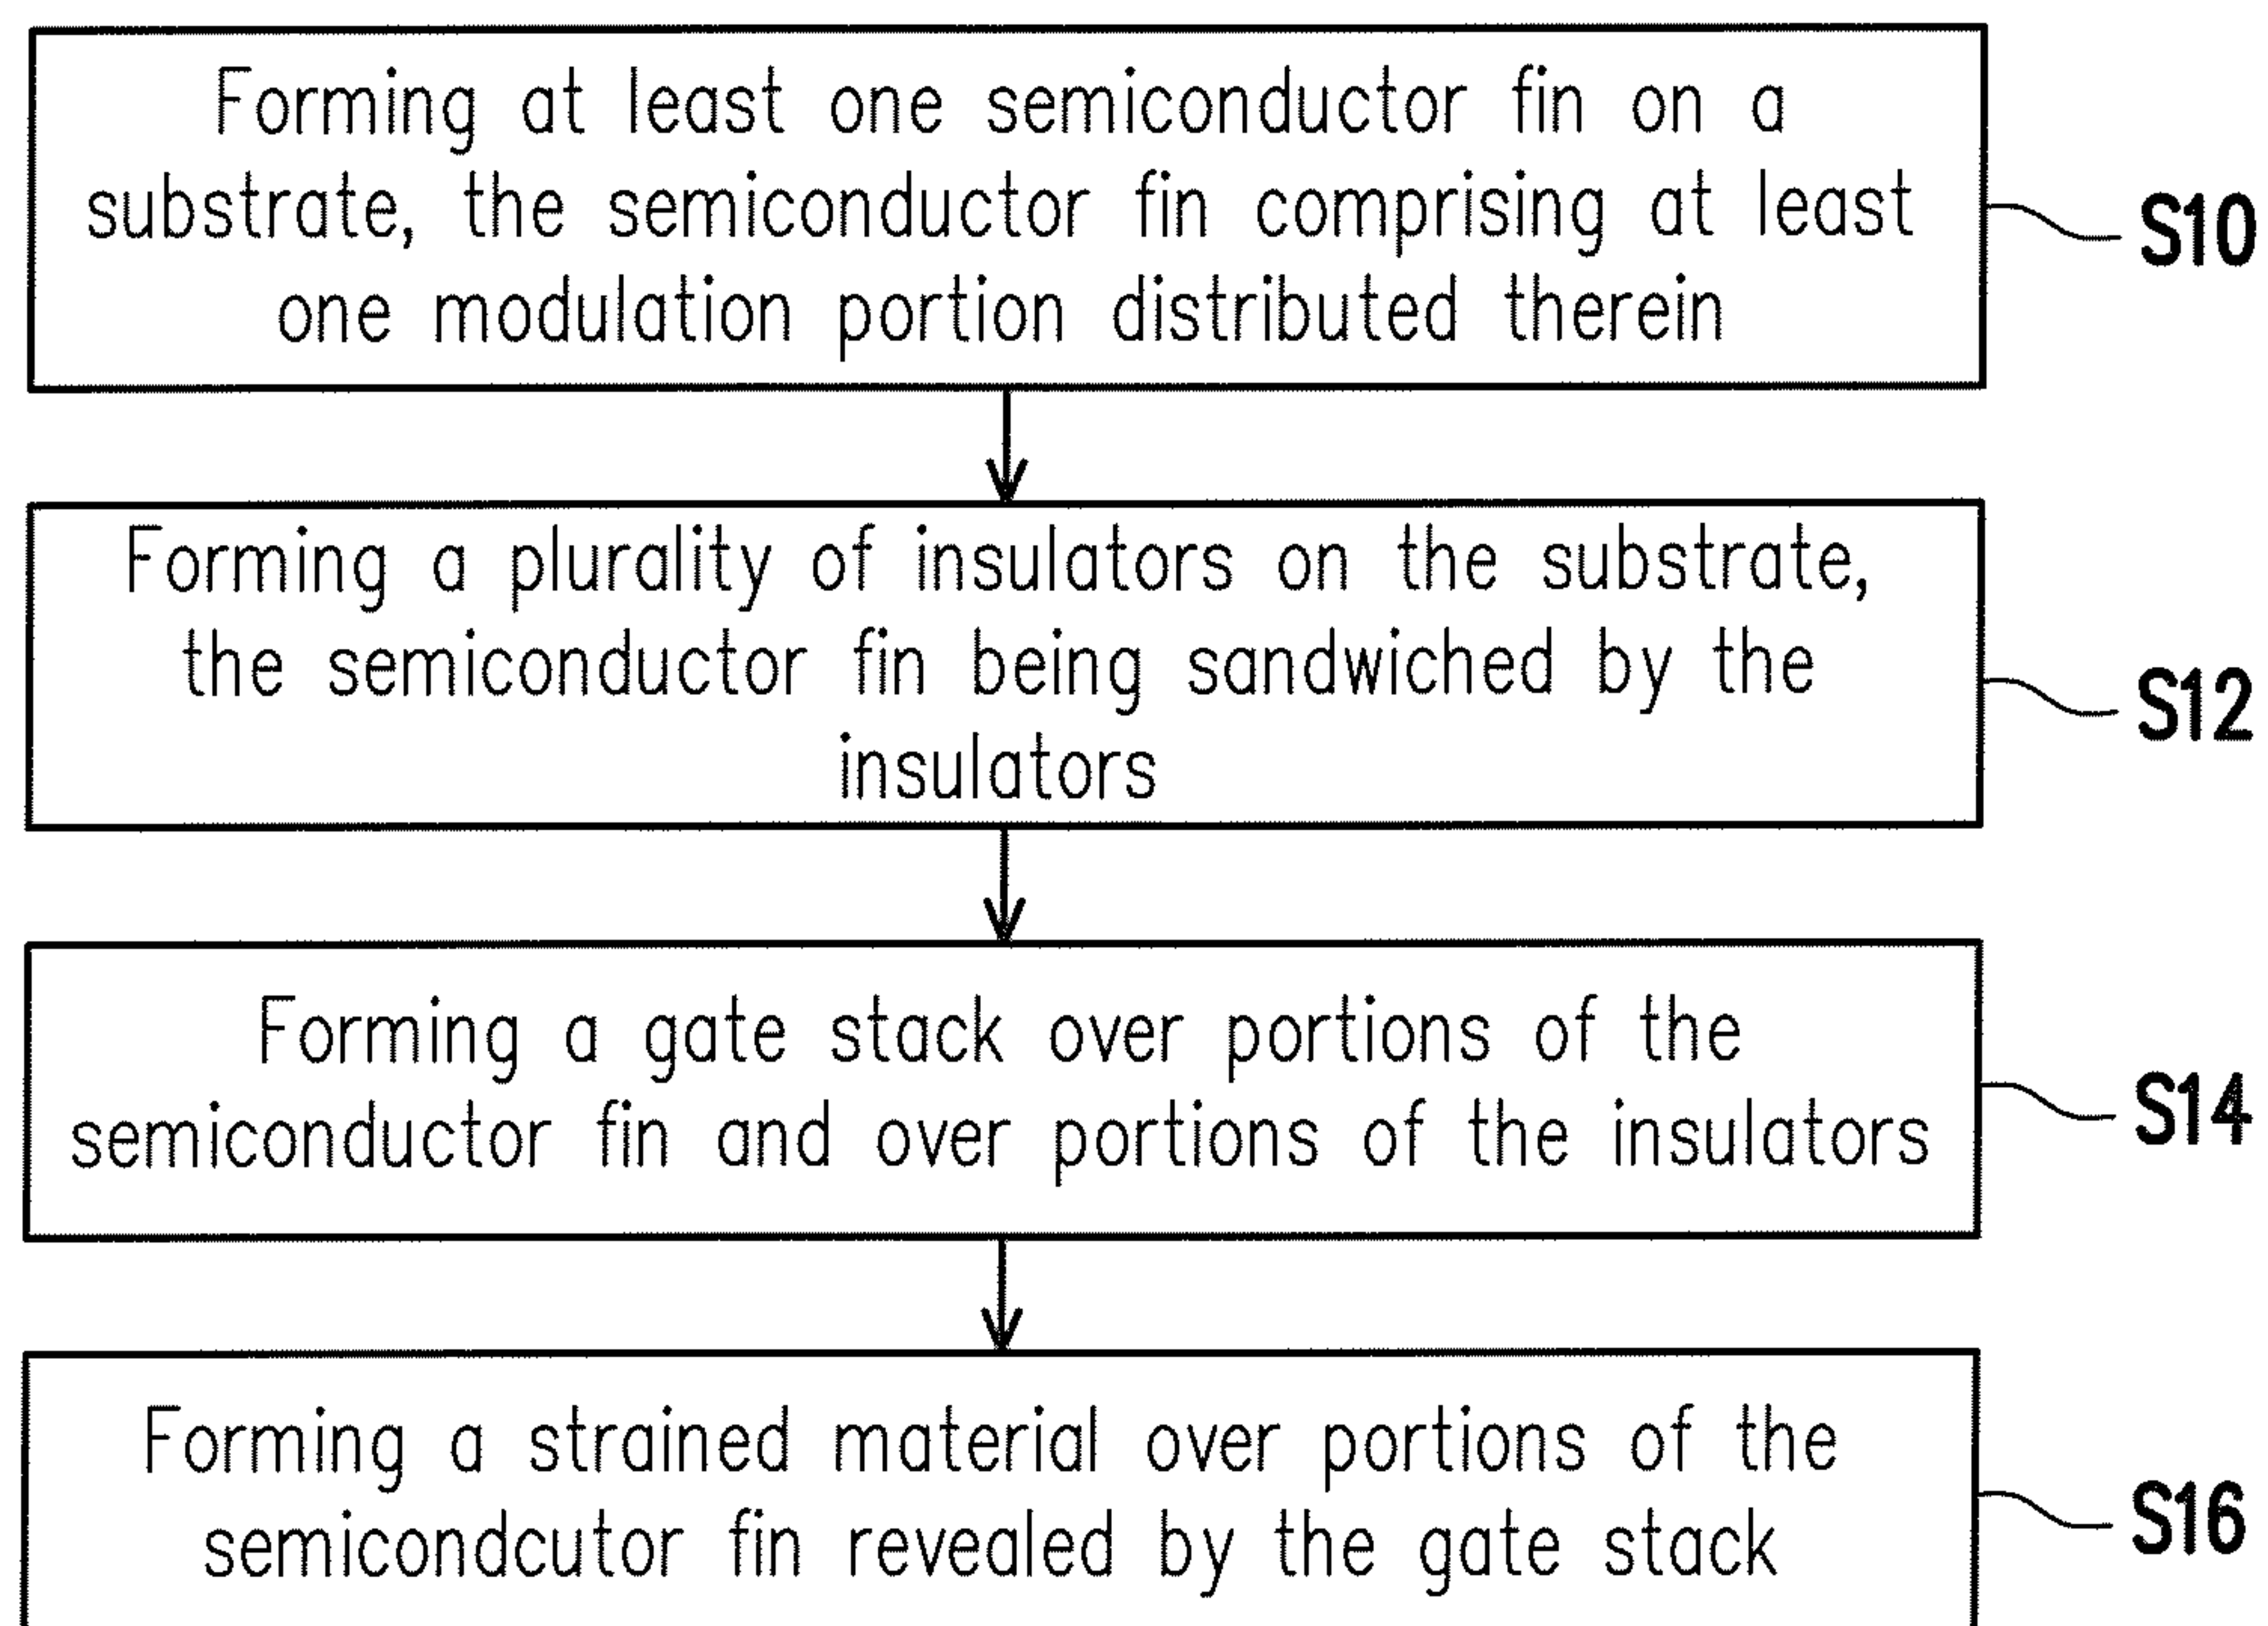 Forming at least one semiconductor fin on a
substrate, the semiconductor fin comprising at least
one modulation portion distributed therein
S10
Forming a plurality of insulators on the substrate,
the semiconductor fin being sandwiched by the
insulators
S12
Forming a gate stack over portions of the
semiconductor fin and over portions of the insulators
S14
Forming a strained material over portions of the
semicondcutor fin revealed by the gate stack
S16